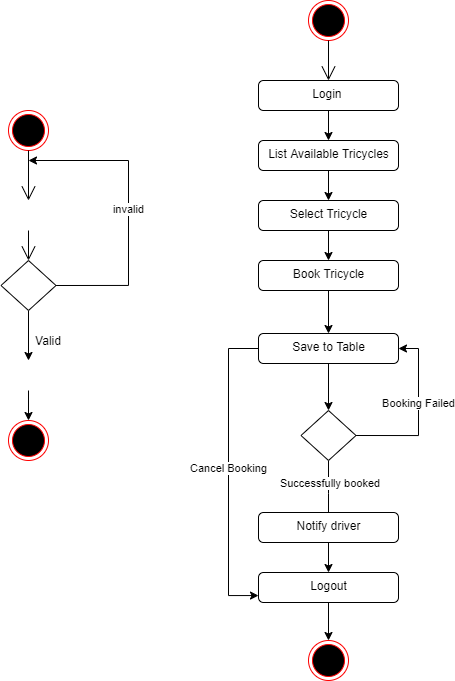 invalid
Valid
Login
List Available Tricycles
Select Tricycle
Book Tricycle
Save to Table
Booking Failed
Cancel Booking
Successfully booked
Notify driver
Logout